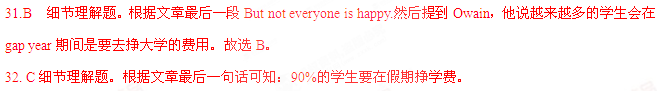 31.B 细节理解题。根据文章最后一段 But not everyone is happy.然后提到 Owain，他说越来越多的学生会在
gap year 期间是要去挣大学的费用。故选 B。
32. C 细节理解题。根据文章最后一句话可知：90%的学生要在假期挣学费。